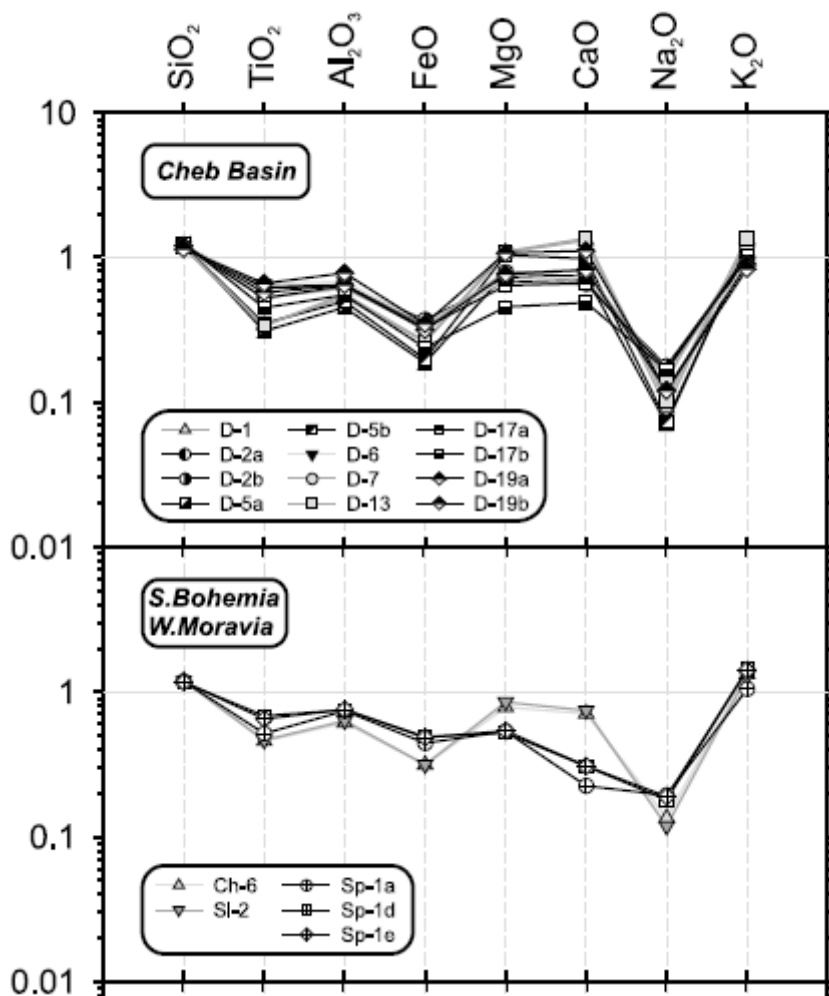 SiO₂ TiO₂ Al₂O₃ FeO MgO CaO Na₂O K₂O
10
Cheb Basin
1
0.1
D-1 D-5b D-17a
D-2a D-6 D-17b
D-2b D-7 D-19a
D-5a D-13 D-19b
0.01
S.Bohemia
W.Moravia
1
0.1
Ch-6 Sp-1a
Sl-2 Sp-1d
Sp-1e
0.01